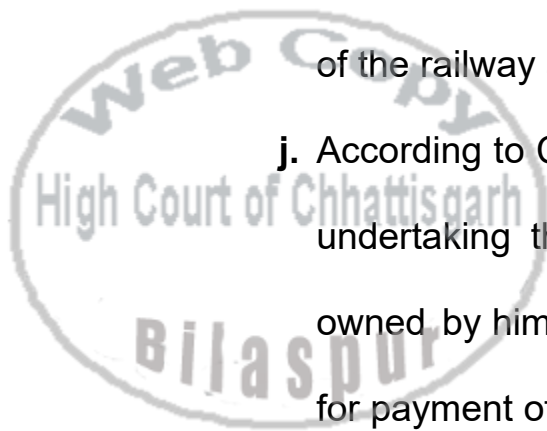 Web Copy
of the railway
j. According to
High Court of Chhattisgarh
undertaking
owned by him
for payment of
Bilaspur